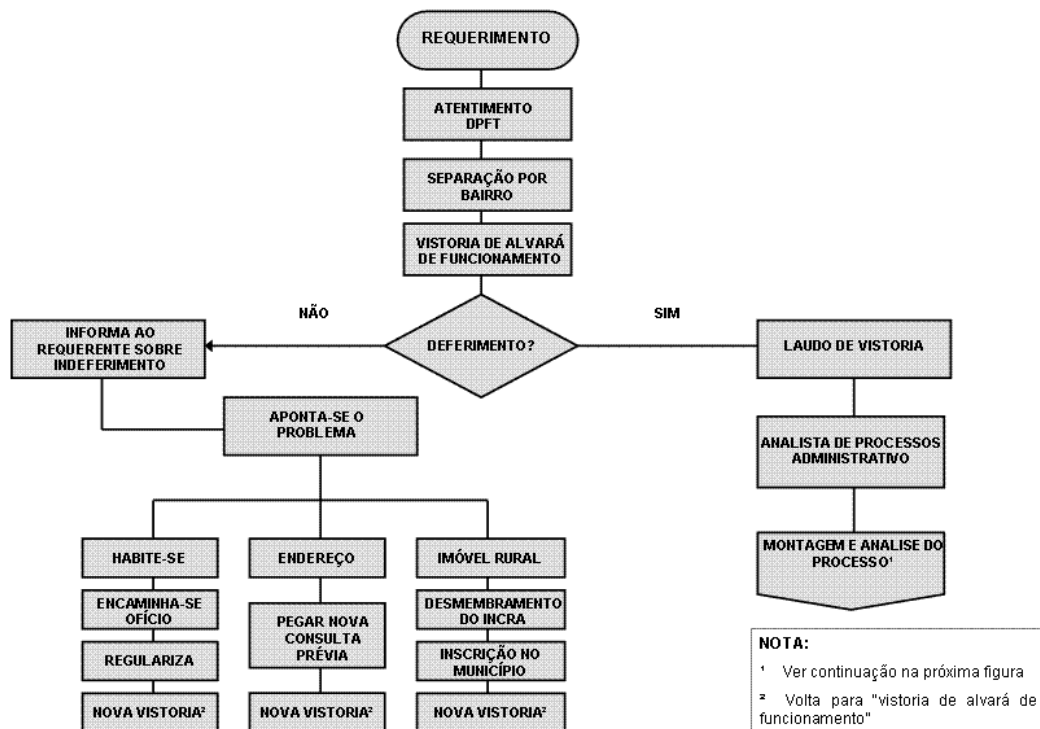 REQUERIMENTO
ATENTIMENTO
DPFT
SEPARAÇÃO POR
BAIRRO
VISTORIA DE ALVARÁ
DE FUNCIONAMENTO
NÃO
SIM
DEFERIMENTO?
INFORMA AO
REQUERENTE SOBRE
INDEFERIMENTO
LAUDO DE VISTORIA
APONTA-SE O
PROBLEMA
ANALISTA DE PROCESSOS
ADMINISTRATIVO
MONTAGEM E ANALISE DO
PROCESSO¹
HABITE-SE
ENCAMINHA-SE
OFÍCIO
REGULARIZA
NOVA VISTORIA²
ENDEREÇO
PEGAR NOVA
CONSULTA
PRÉVIA
NOVA VISTORIA²
IMÓVEL RURAL
DESMEMBRAMENTO
DO INCRA
INSCRIÇÃO NO
MUNICÍPIO
NOVA VISTORIA²
NOTA:
¹ Ver continuação na próxima figura
² Volta para "vistoria de alvará de
funcionamento"